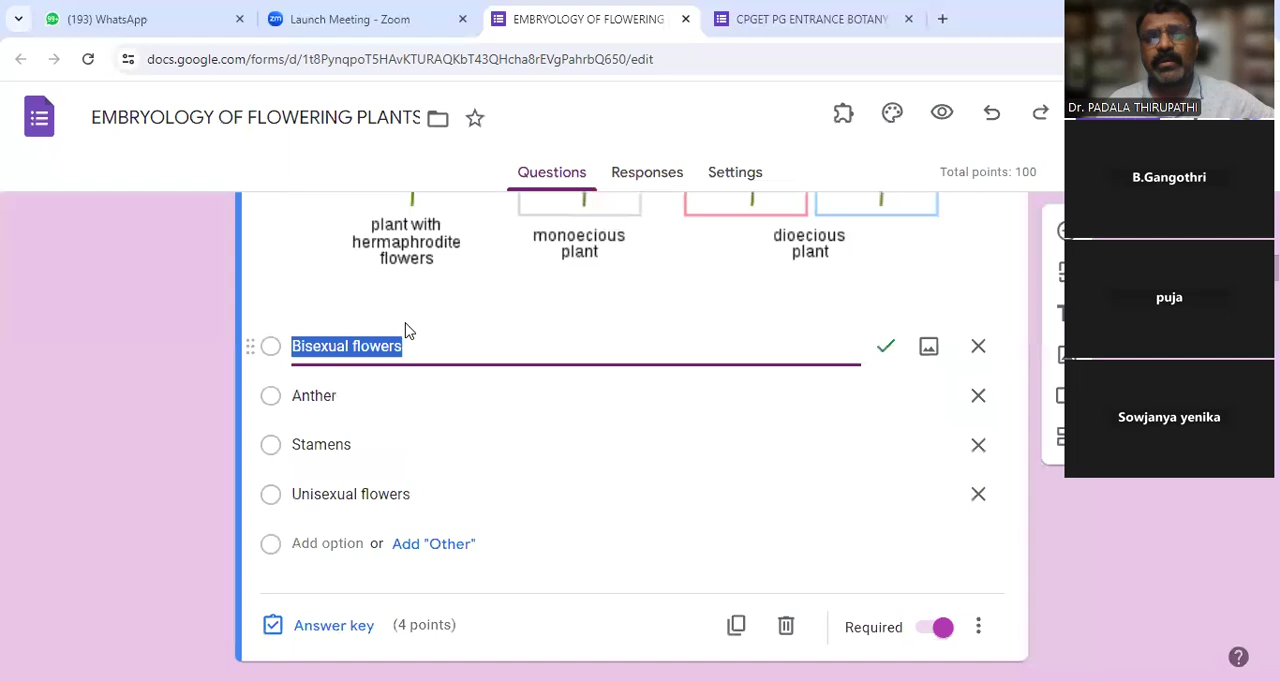 (193) WhatsApp
Launch Meeting - Zoom
EMBRYOLOGY OF FLOWERING
CPGET PG ENTRANCE BOTANY
docs.google.com/forms/d/1t8PynqpoT5HAvKTURAQKbT43QHcha8rEVgPahrbQ650/edit
Dr. PADALA THIRUPATHI
EMBRYOLOGY OF FLOWERING PLANTS
Questions
Responses
Settings
Total points: 100
B.Gangothri
plant with
hermaphrodite
flowers
monoecious
plant
dioecious
plant
puja
Bisexual flowers
Anther
Stamens
Unisexual flowers
Sowjanya yenika
Add option or Add "Other"
Answer key (4 points)
Required